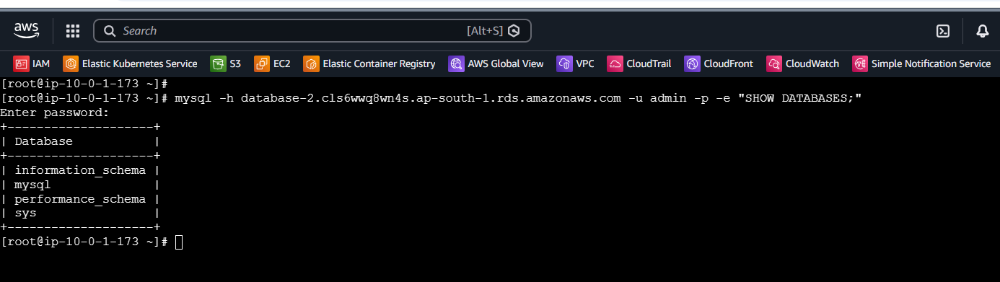 aws
Search [Alt+S]
IAM Elastic Kubernetes Service S3 EC2 Elastic Container Registry AWS Global View VPC CloudTrail CloudFront CloudWatch Simple Notification Service
[root@ip-10-0-1-173 ~]#
[root@ip-10-0-1-173 ~]# mysql -h database-2.cls6wwq8wn4s.ap-south-1.rds.amazonaws.com -u admin -p -e "SHOW DATABASES;"
Enter password:
+--------------------+
| Database           |
+--------------------+
| information_schema |
| mysql              |
| performance_schema |
| sys                |
+--------------------+
[root@ip-10-0-1-173 ~]#